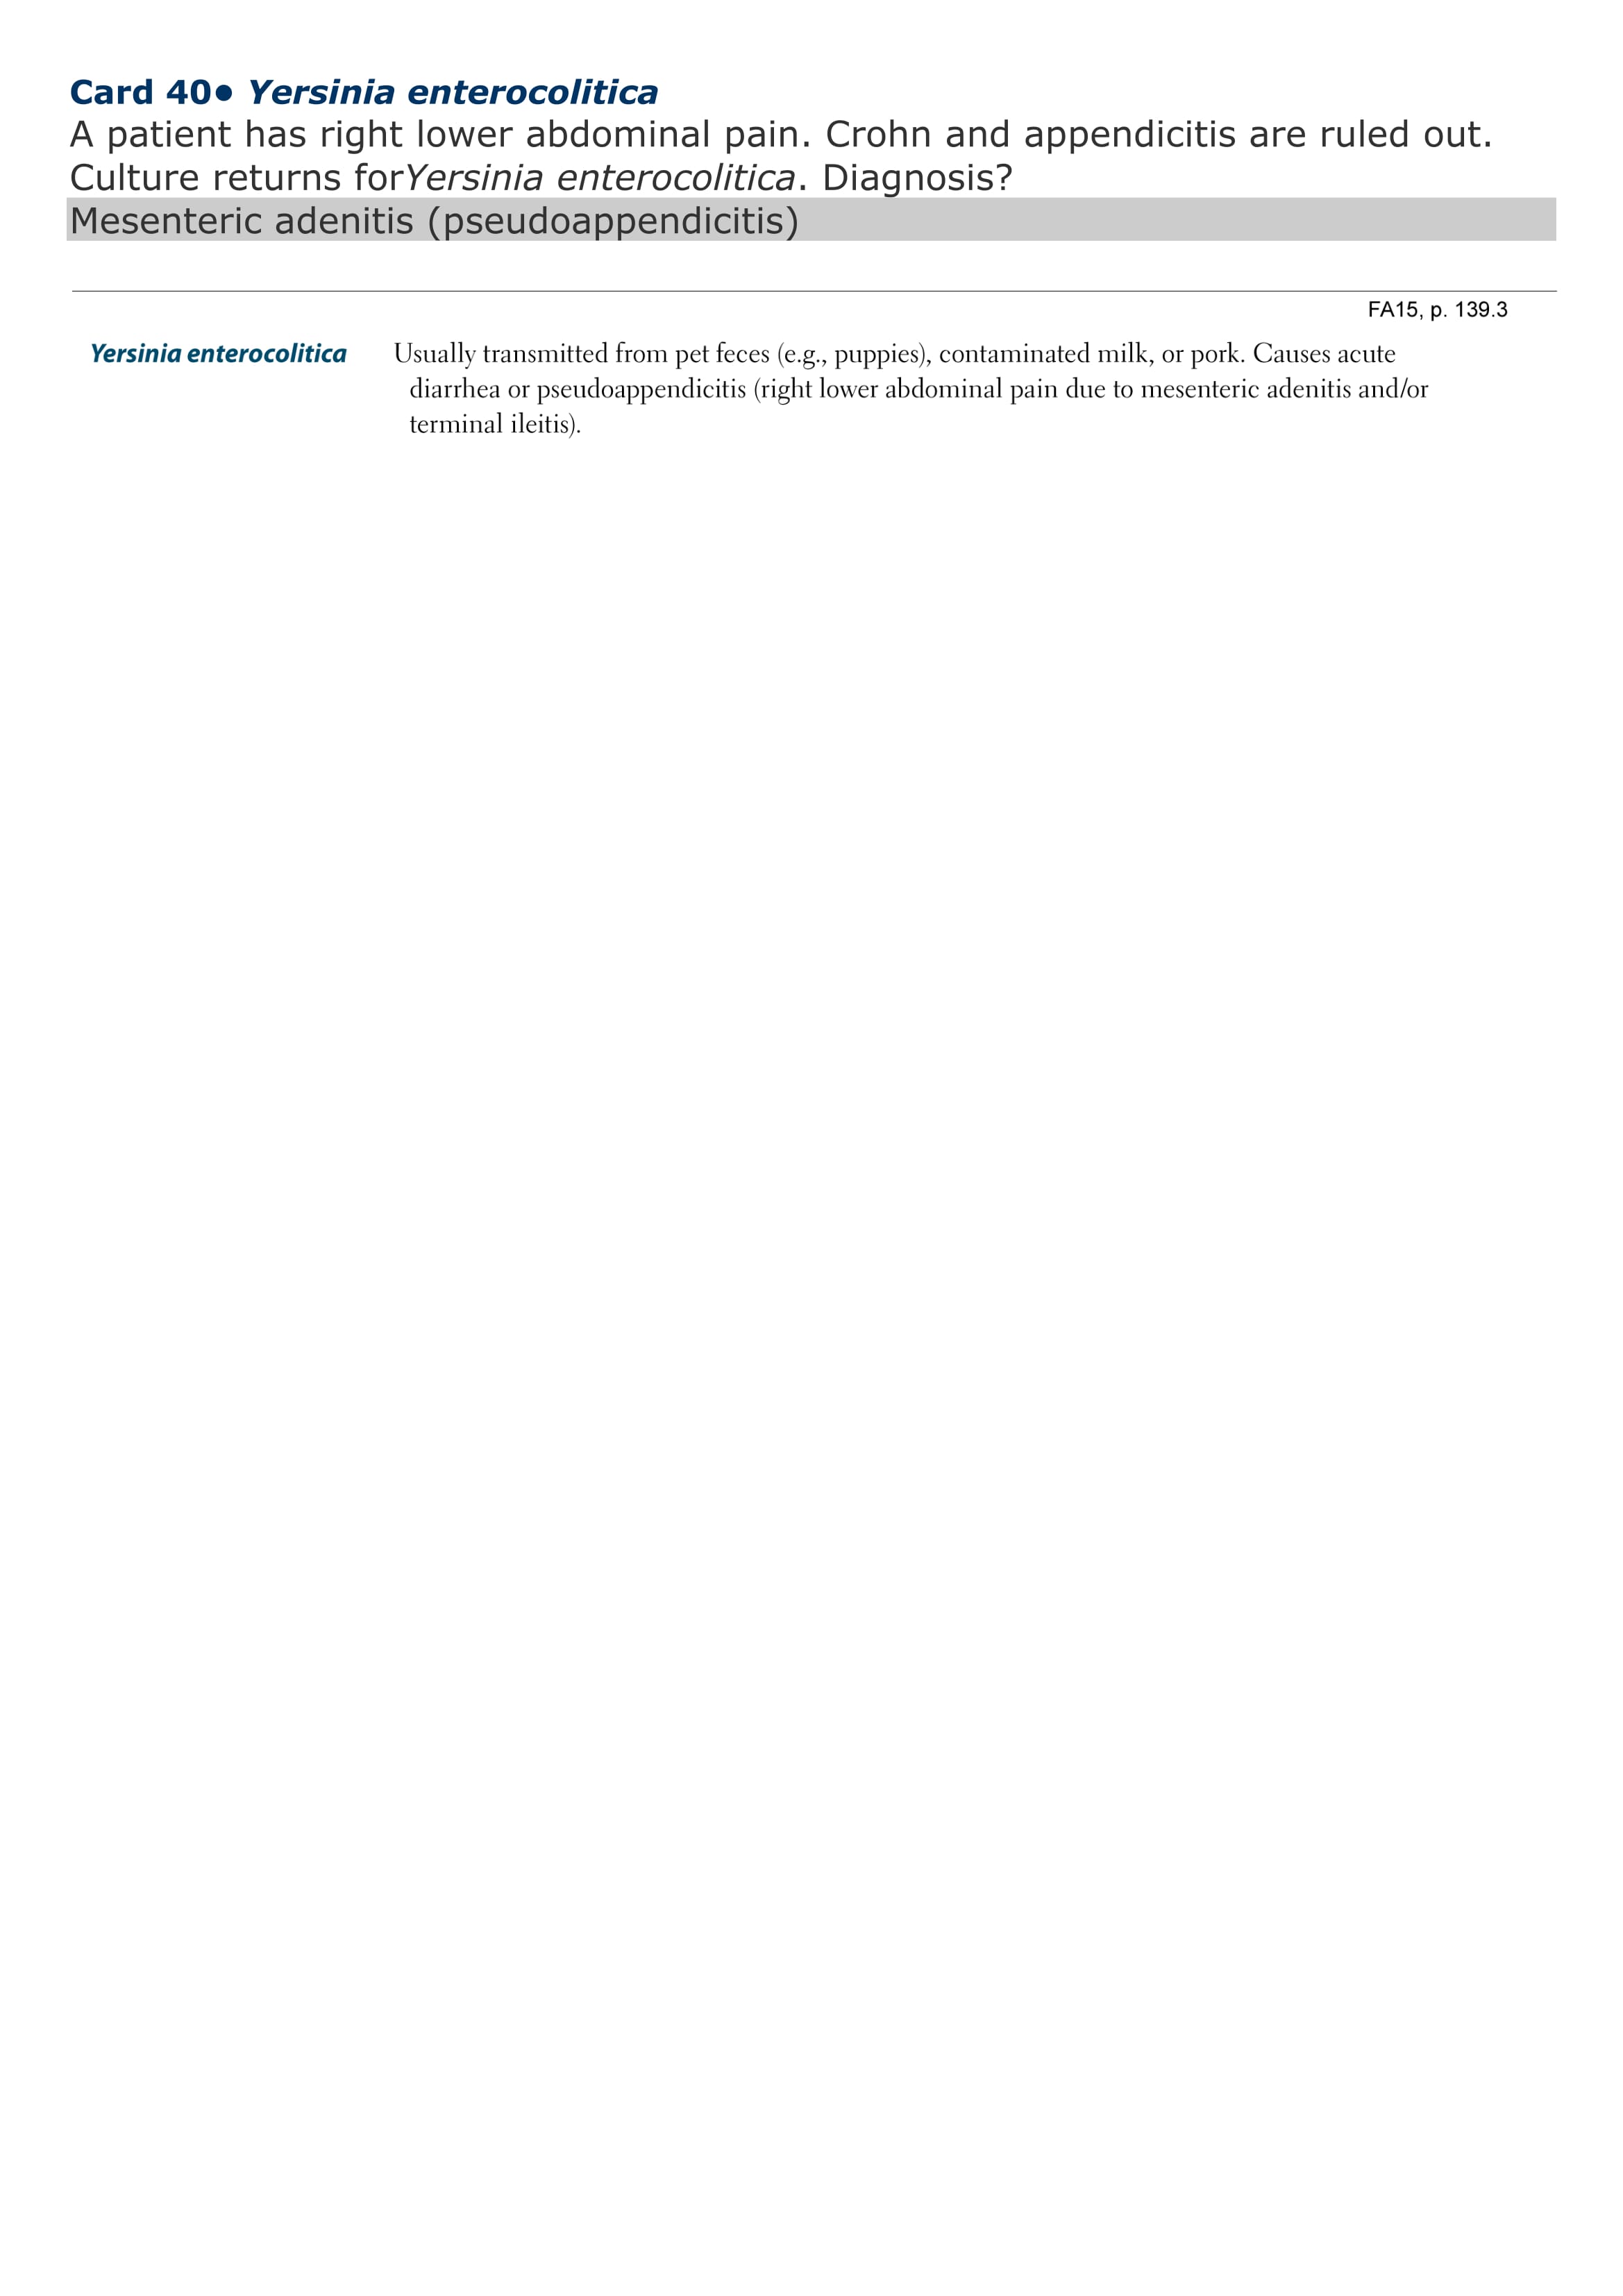 Card 40• Yersinia enterocolitica
A patient has right lower abdominal pain. Crohn and appendicitis are ruled out.
Culture returns forYersinia enterocolitica. Diagnosis?
Mesenteric adenitis (pseudoappendicitis)
FA15, p. 139.3
Yersinia enterocolitica Usually transmitted from pet feces (e.g., puppies), contaminated milk, or pork. Causes acute
diarrhea or pseudoappendicitis (right lower abdominal pain due to mesenteric adenitis and/or
terminal ileitis).